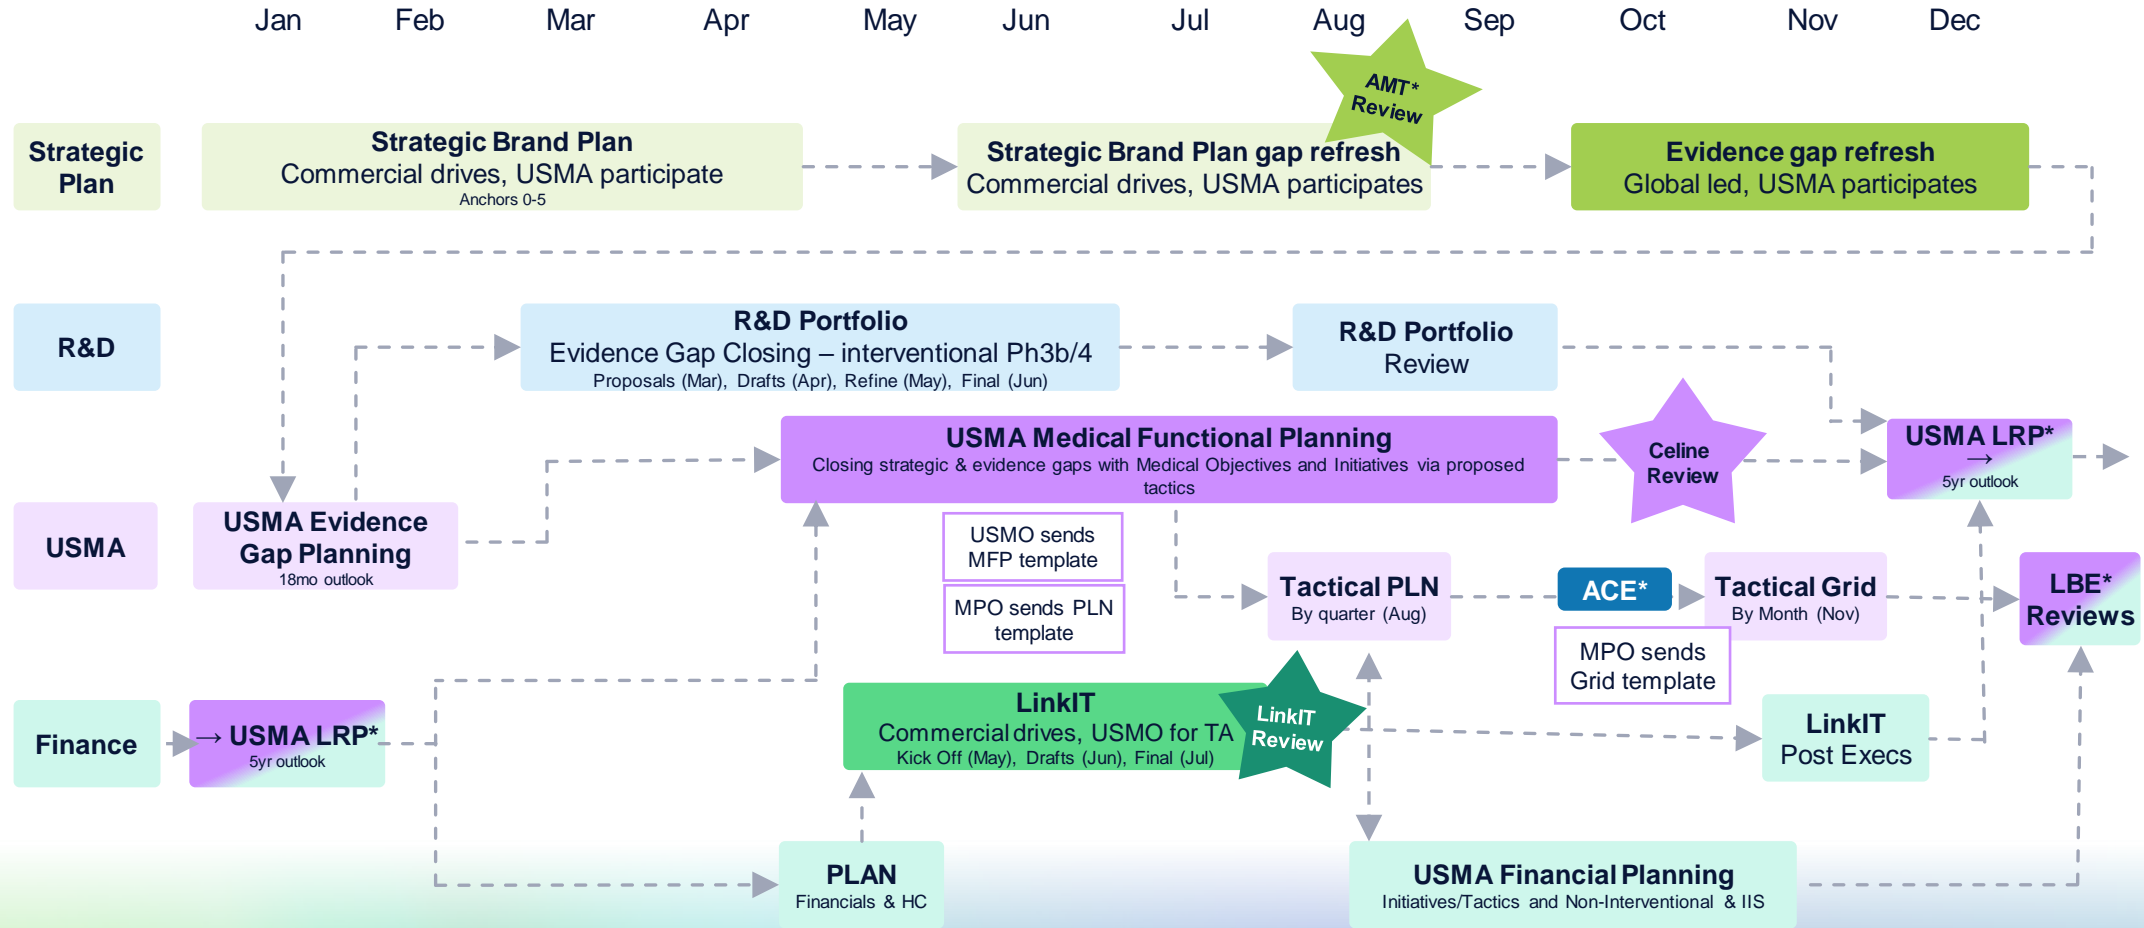 Jan Feb Mar Apr May Jun Jul Aug Sep Oct Nov Dec
AMT*
Review
Strategic
Plan
Strategic Brand Plan
Commercial drives, USMA participate
Anchors 0-5
Strategic Brand Plan gap refresh
Commercial drives, USMA participates
Evidence gap refresh
Global led, USMA participates
R&D
R&D Portfolio
Evidence Gap Closing – interventional Ph3b/4
Proposals (Mar), Drafts (Apr), Refine (May), Final (Jun)
R&D Portfolio
Review
USMA Medical Functional Planning
Closing strategic & evidence gaps with Medical Objectives and Initiatives via proposed
tactics
Celine
Review
USMA LRP*
→
5yr outlook
USMA
USMA Evidence
Gap Planning
18mo outlook
USMO sends
MFP template
MPO sends PLN
template
Tactical PLN
By quarter (Aug)
ACE*
Tactical Grid
By Month (Nov)
MPO sends
Grid template
LBE*
Reviews
Finance
→ USMA LRP*
5yr outlook
LinkIT
Commercial drives, USMO for TA
Kick Off (May), Drafts (Jun), Final (Jul)
LinkIT
Review
LinkIT
Post Execs
PLAN
Financials & HC
USMA Financial Planning
Initiatives/Tactics and Non-Interventional & IIS